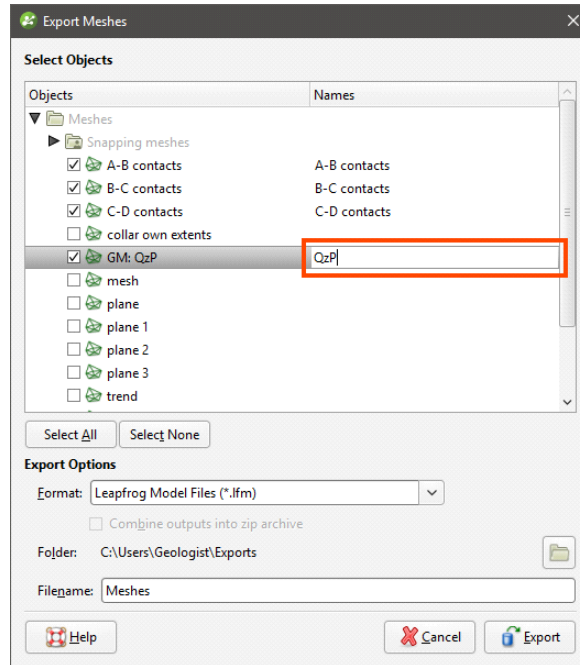 Export Meshes
Select Objects
Objects Names
Meshes
Snapping meshes
A-B contacts A-B contacts
B-C contacts B-C contacts
C-D contacts C-D contacts
collar own extents
GM: QzP QzP
mesh
plane
plane 1
plane 2
plane 3
trend
Select All Select None
Export Options
Format: Leapfrog Model Files (*.lfm)
Combine outputs into zip archive
Folder: C:\Users\Geologist\Exports
Filename: Meshes
Help Cancel Export